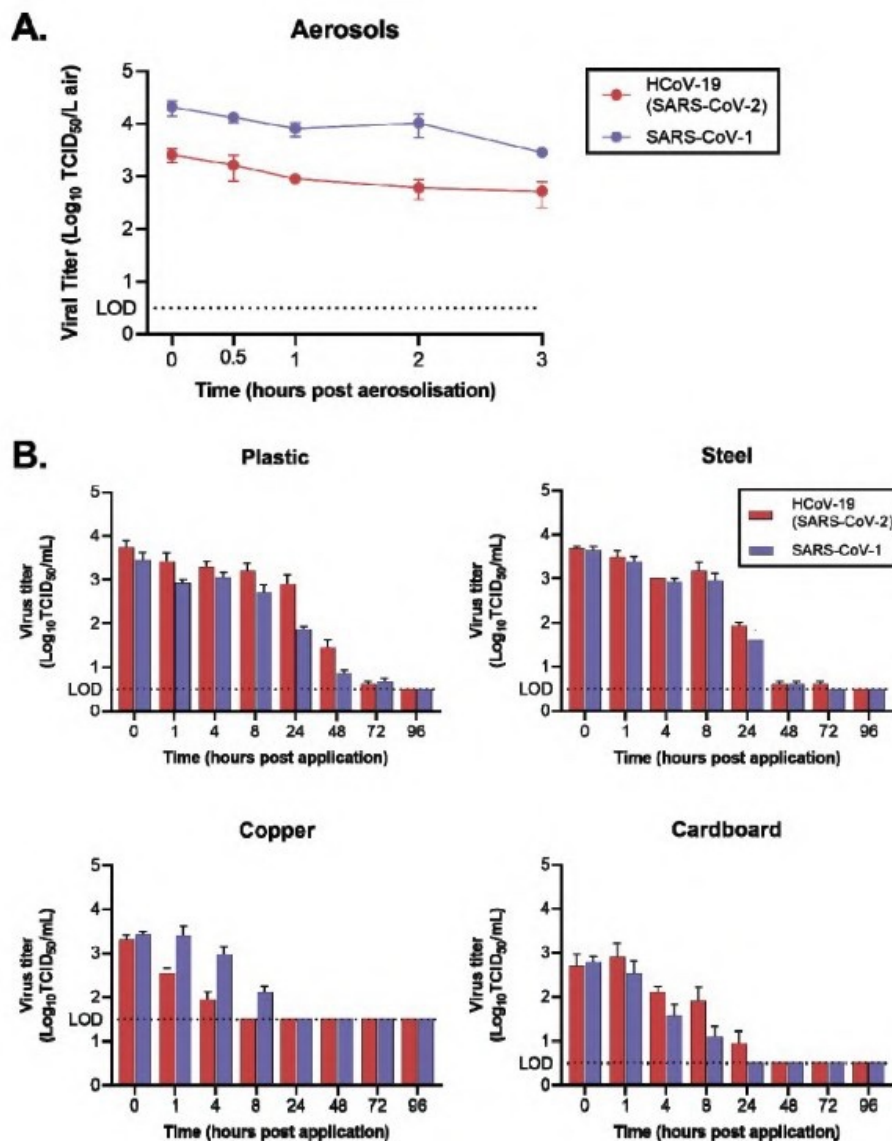 A.
Aerosols
Viral Titer (Log₁₀ TCID₅₀/L air)
5
4
3
2
1
LOD
0
0 0.5 1 2 3
Time (hours post aerosolisation)
HCoV-19
(SARS-CoV-2)
SARS-CoV-1
B.
Plastic
Virus titer
(Log₁₀TCID₅₀/mL)
5
4
3
2
1
LOD
0
0 1 4 8 24 48 72 96
Time (hours post application)
Steel
Virus titer
(Log₁₀TCID₅₀/mL)
5
4
3
2
1
LOD
0
0 1 4 8 24 48 72 96
Time (hours post application)
HCoV-19
(SARS-CoV-2)
SARS-CoV-1
Copper
Virus titer
(Log₁₀TCID₅₀/mL)
5
4
3
2
LOD
1
0
0 1 4 8 24 48 72 96
Time (hours post application)
Cardboard
Virus titer
(Log₁₀TCID₅₀/mL)
5
4
3
2
1
LOD
0
0 1 4 8 24 48 72 96
Time (hours post application)